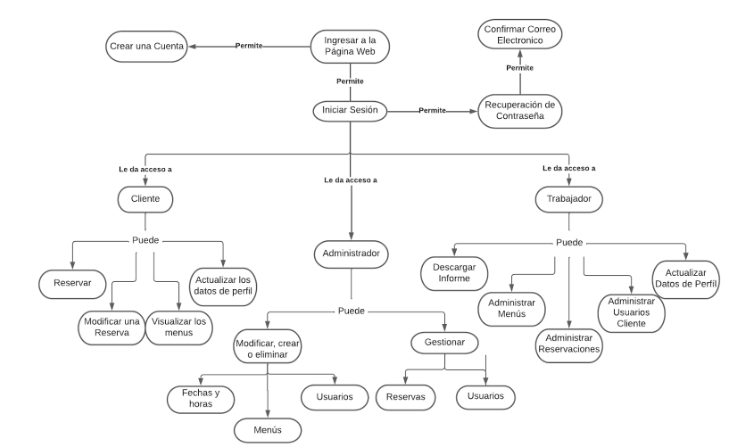 Crear una Cuenta
Permite
Ingresar a la
Página Web
Confirmar Correo
Electronico
Permite
Permite
Iniciar Sesión
Permite
Recuperación de
Contraseña
Le da acceso a
Le da acceso a
Le da acceso a
Cliente
Administrador
Trabajador
Puede
Reservar
Modificar una
Reserva
Visualizar los
menus
Actualizar los
datos de perfil
Puede
Descargar
Informe
Administrar
Menús
Administrar
Reservaciones
Administrar
Usuarios
Cliente
Actualizar
Datos de Perfil
Puede
Modificar, crear
o eliminar
Gestionar
Fechas y
horas
Menús
Usuarios
Reservas
Usuarios